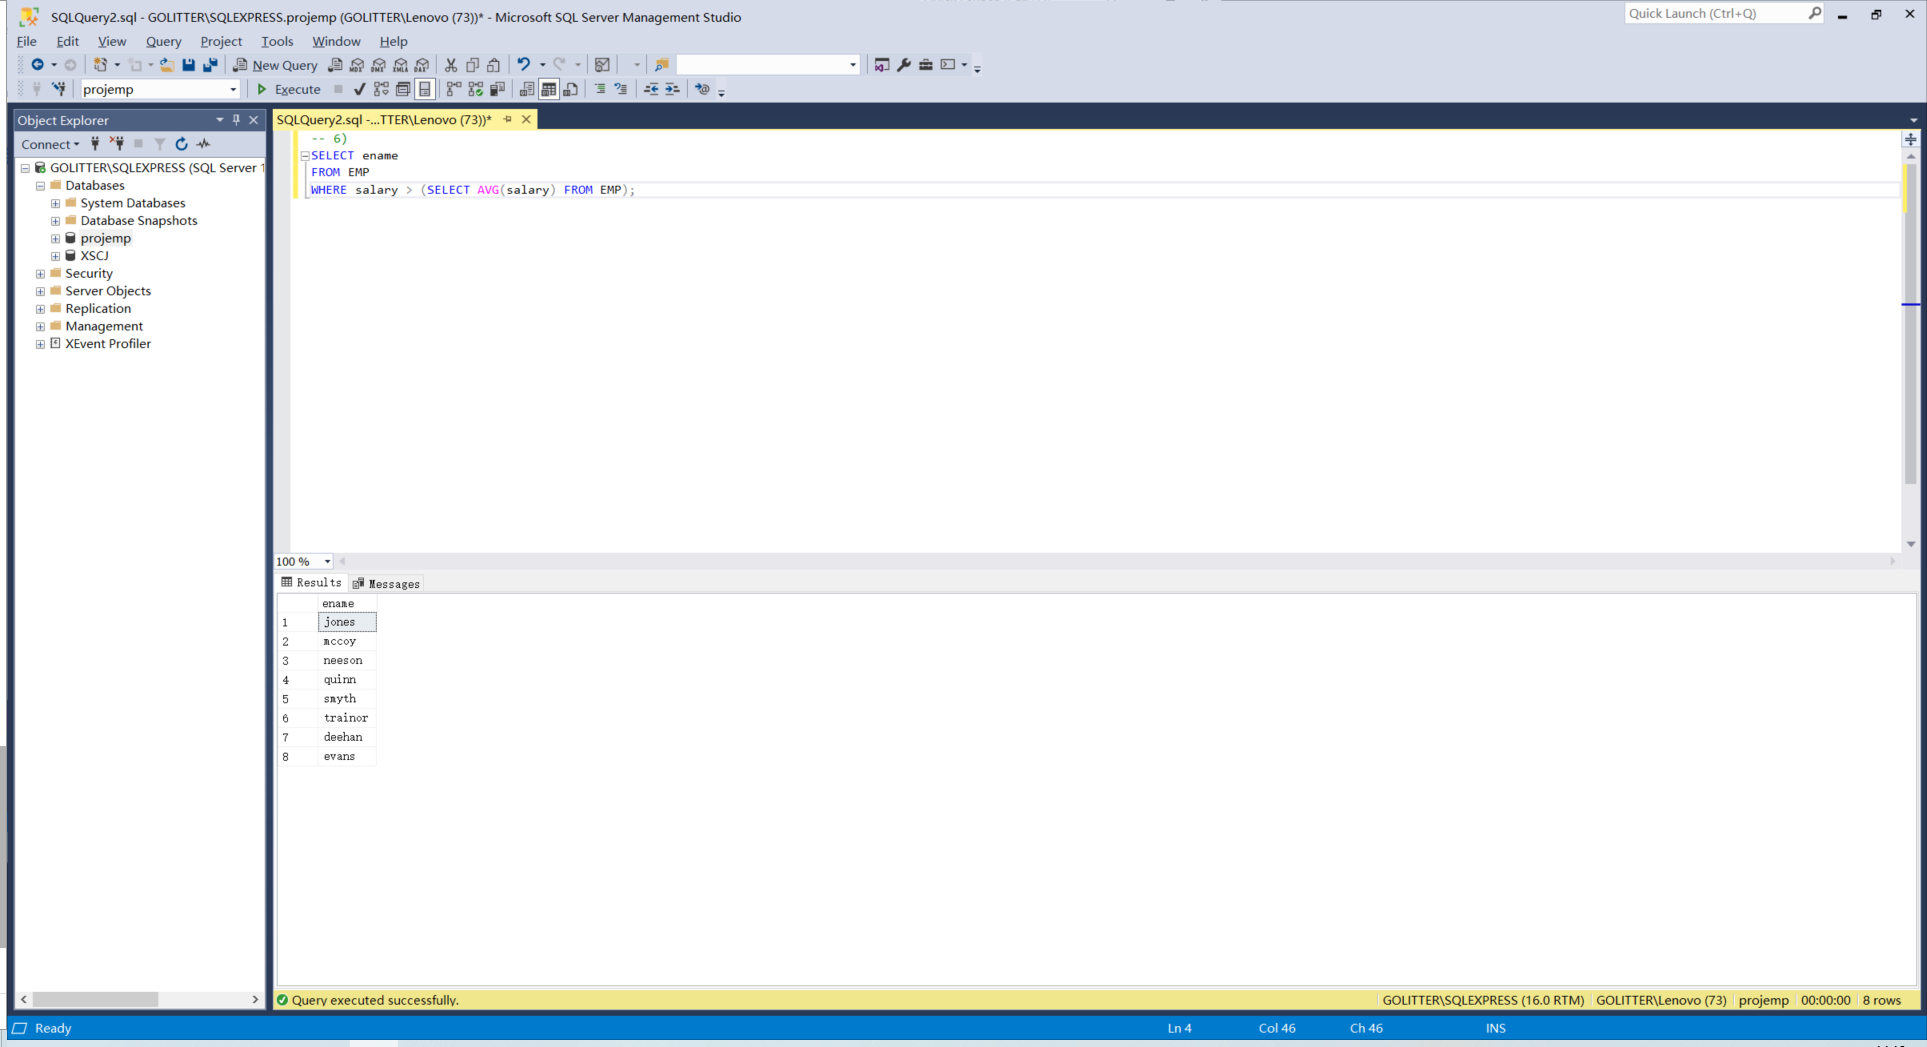 SQLQuery2.sql - GOLITTER\SQLEXPRESS.projemp (GOLITTER\Lenovo (73))* - Microsoft SQL Server Management Studio
Quick Launch (Ctrl+Q)
File Edit View Query Project Tools Window Help
New Query MDX DMX XMLA DAX
projemp Execute
Object Explorer
SQLQuery2.sql -...TTER\Lenovo (73))*
Connect
GOLITTER\SQLEXPRESS (SQL Server 1
Databases
System Databases
Database Snapshots
projemp
XSCJ
Security
Server Objects
Replication
Management
XEvent Profiler
-- 6)
SELECT ename
FROM EMP
WHERE salary > (SELECT AVG(salary) FROM EMP);
100 %
Results Messages
ename
1 jones
2 mccoy
3 neeson
4 quinn
5 smyth
6 trainor
7 deehan
8 evans
Query executed successfully.
GOLITTER\SQLEXPRESS (16.0 RTM) GOLITTER\Lenovo (73) projemp 00:00:00 8 rows
Ready Ln 4 Col 46 Ch 46 INS